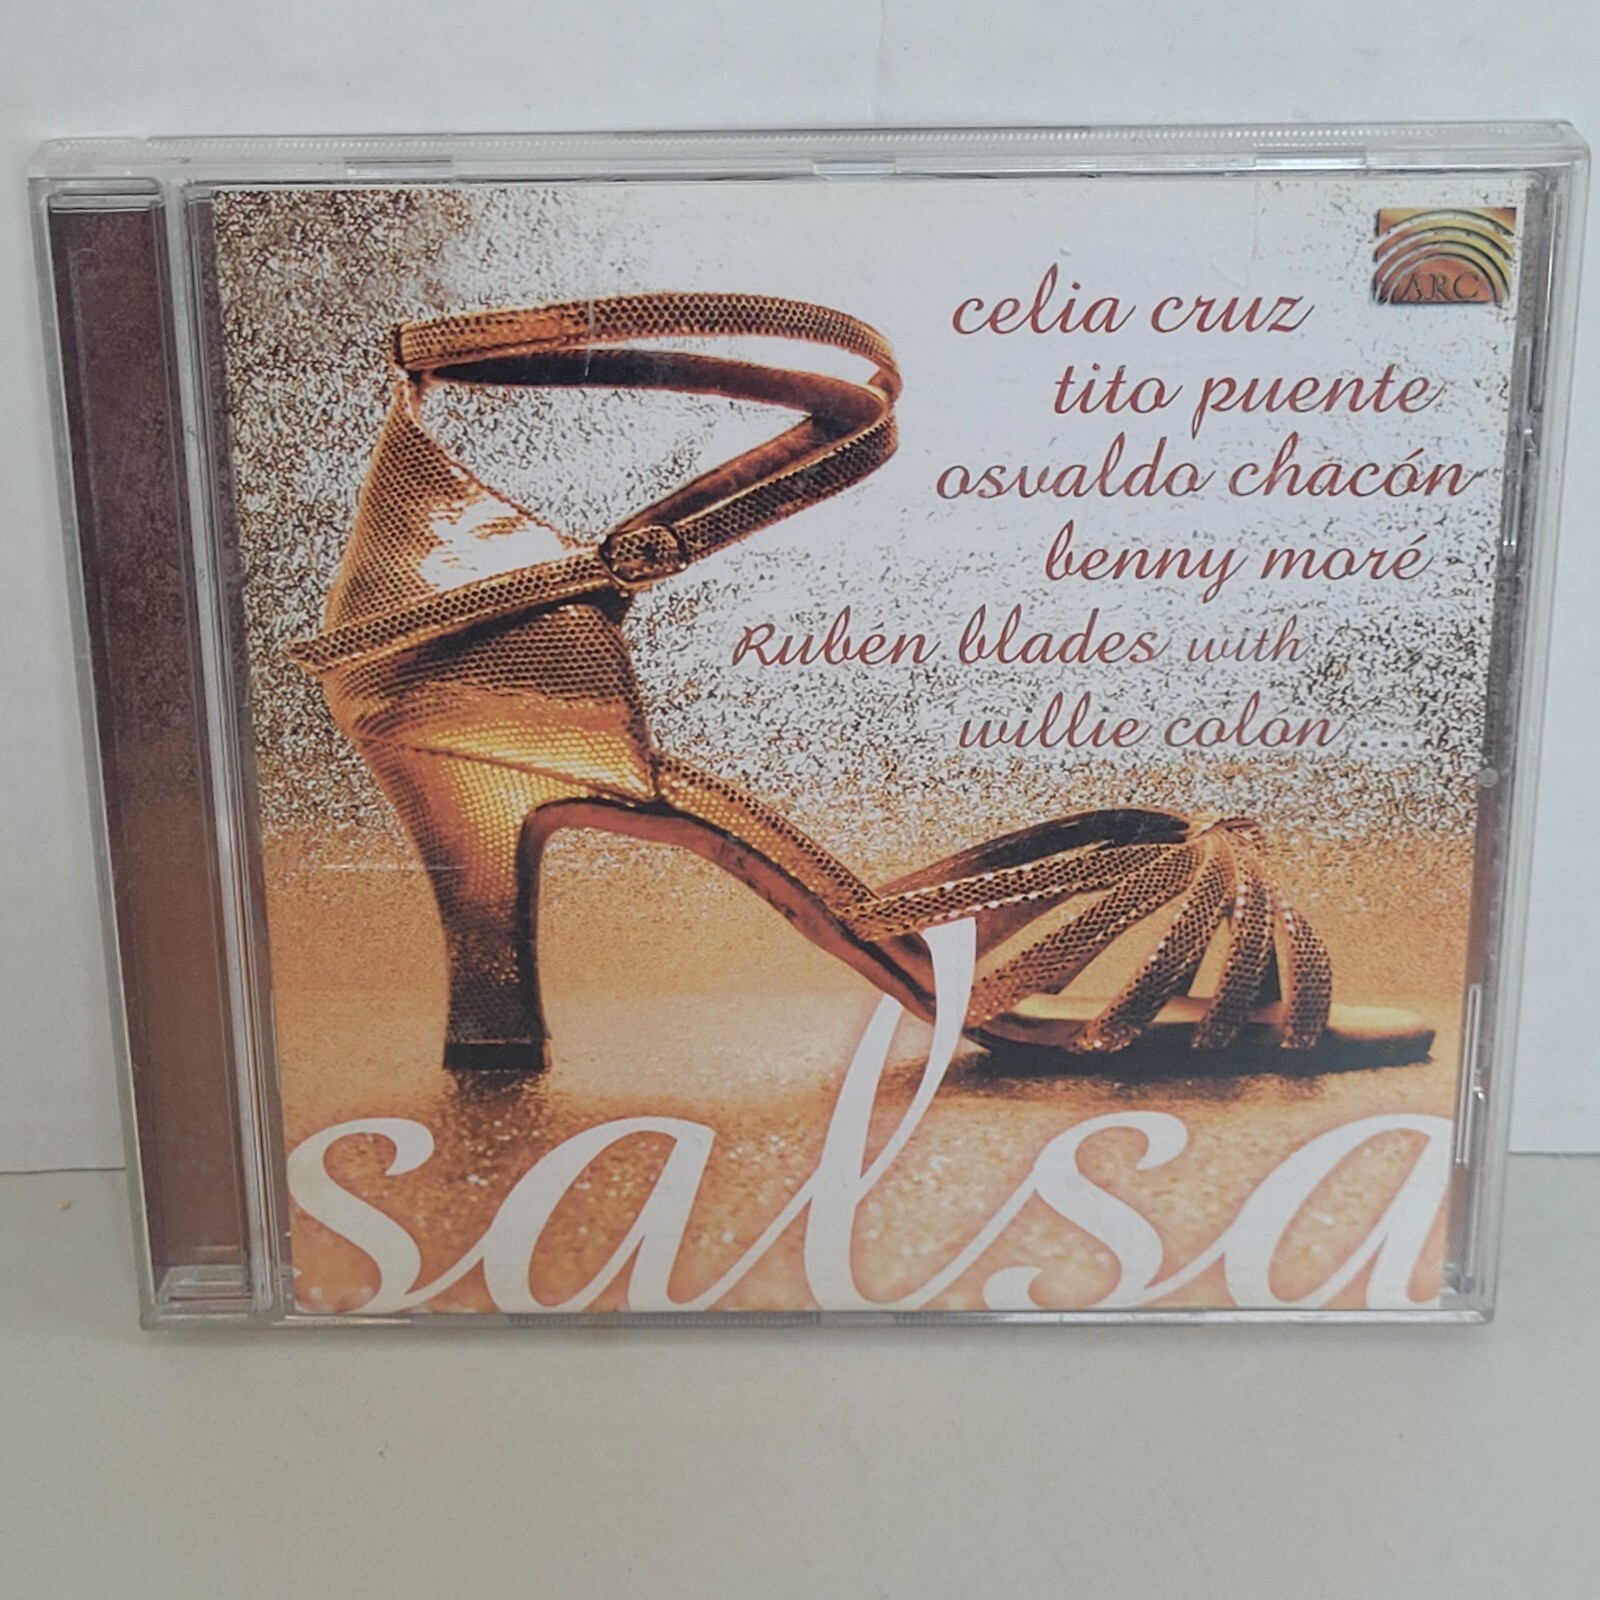 ARC
celia cruz
tito puente
osvaldo chacón
benny moré
Rubén blades with
willie colón ...
salsa